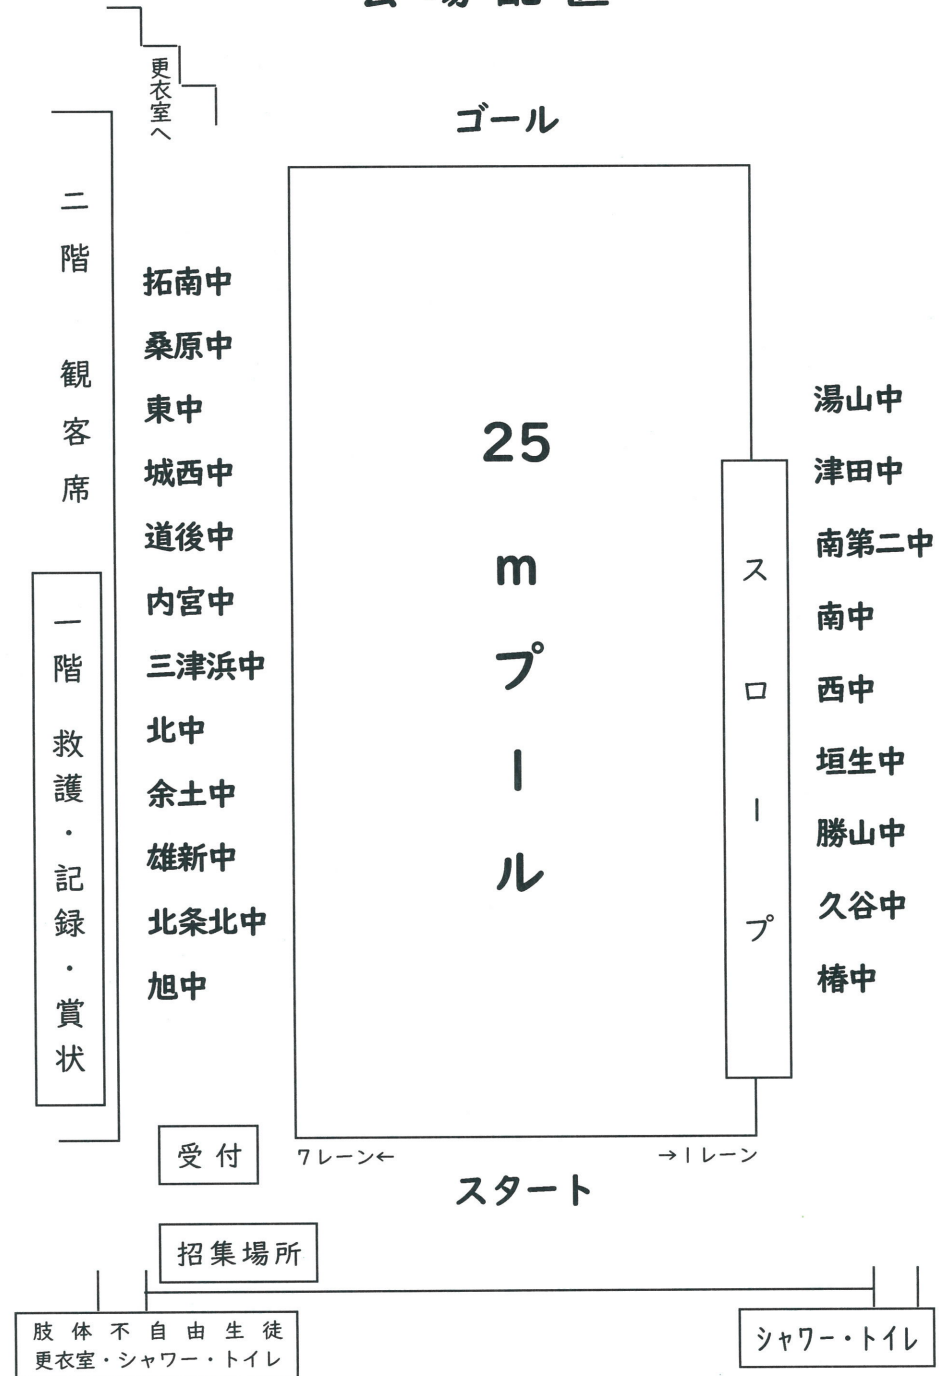 更衣室へ
ゴール
二階 観客席
一階 救護・記録・賞状
拓南中
桑原中
東中
城西中
道後中
内宮中
三津浜中
北中
余土中
雄新中
北条北中
旭中
25mプール
スロープ
湯山中
津田中
南第二中
南中
西中
垣生中
勝山中
久谷中
椿中
受付
7レーン←
→1レーン
スタート
招集場所
肢体不自由生徒
更衣室・シャワー・トイレ
シャワー・トイレ